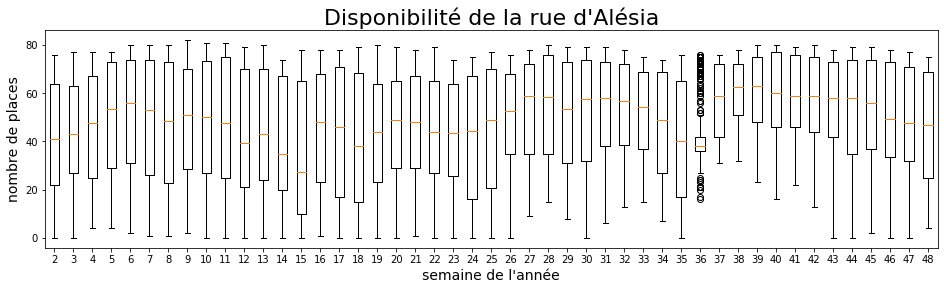 Disponibilité de la rue d'Alésia
nombre de places
80
60
40
20
0
2 3 4 5 6 7 8 9 10 11 12 13 14 15 16 17 18 19 20 21 22 23 24 25 26 27 28 29 30 31 32 33 34 35 36 37 38 39 40 41 42 43 44 45 46 47 48
semaine de l'année